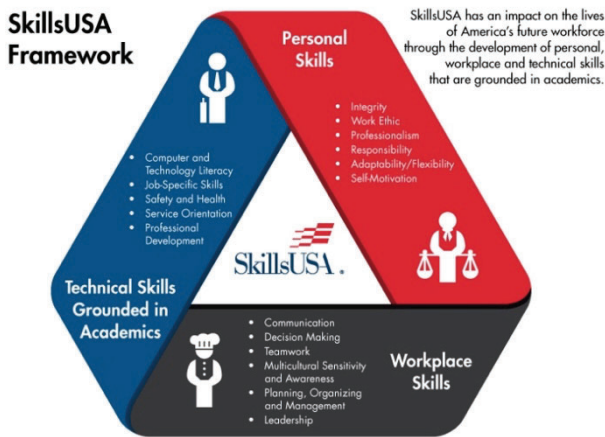 SkillsUSA
Framework
SkillsUSA has an impact on the lives
of America's future workforce
through the development of personal,
workplace and technical skills
that are grounded in academics.
Personal
Skills
• Integrity
• Work Ethic
• Professionalism
• Responsibility
• Adaptability/Flexibility
• Self-Motivation
• Computer and
Technology Literacy
• Job-Specific Skills
• Safety and Health
• Service Orientation
• Professional
Development
Technical Skills
Grounded in
Academics
SkillsUSA®
• Communication
• Decision Making
• Teamwork
• Multicultural Sensitivity
and Awareness
• Planning, Organizing
and Management
• Leadership
Workplace
Skills